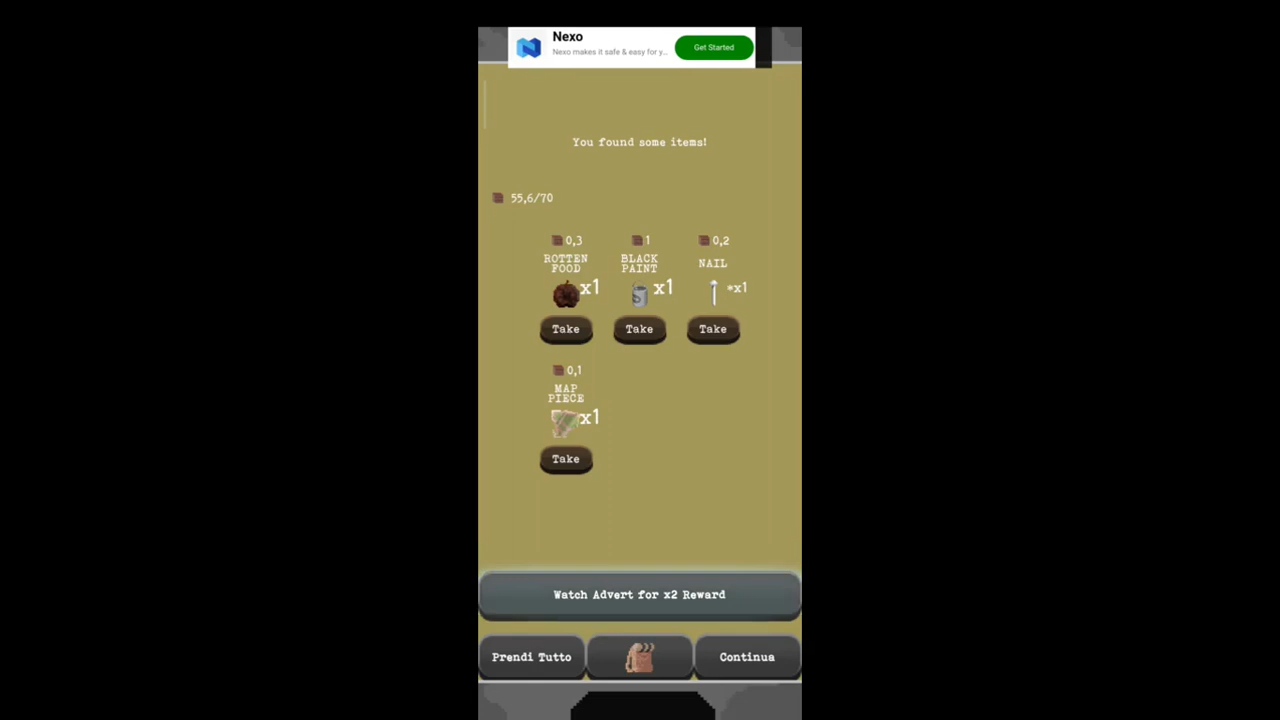 Nexo
Nexo makes it safe & easy for y...
Get Started
You found some items!
55,6/70
0,3
ROTTEN
FOOD
x1
Take
1
BLACK
PAINT
x1
Take
0,2
NAIL
*x1
Take
0,1
MAP
PIECE
x1
Take
Watch Advert for x2 Reward
Prendi Tutto
Continua